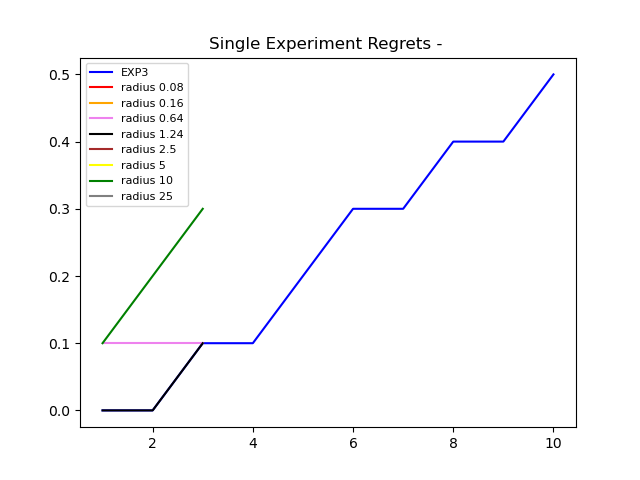 Single Experiment Regrets -
0.5
0.4
0.3
0.2
0.1
0.0
EXP3
radius 0.08
radius 0.16
radius 0.64
radius 1.24
radius 2.5
radius 5
radius 10
radius 25
2
4
6
8
10